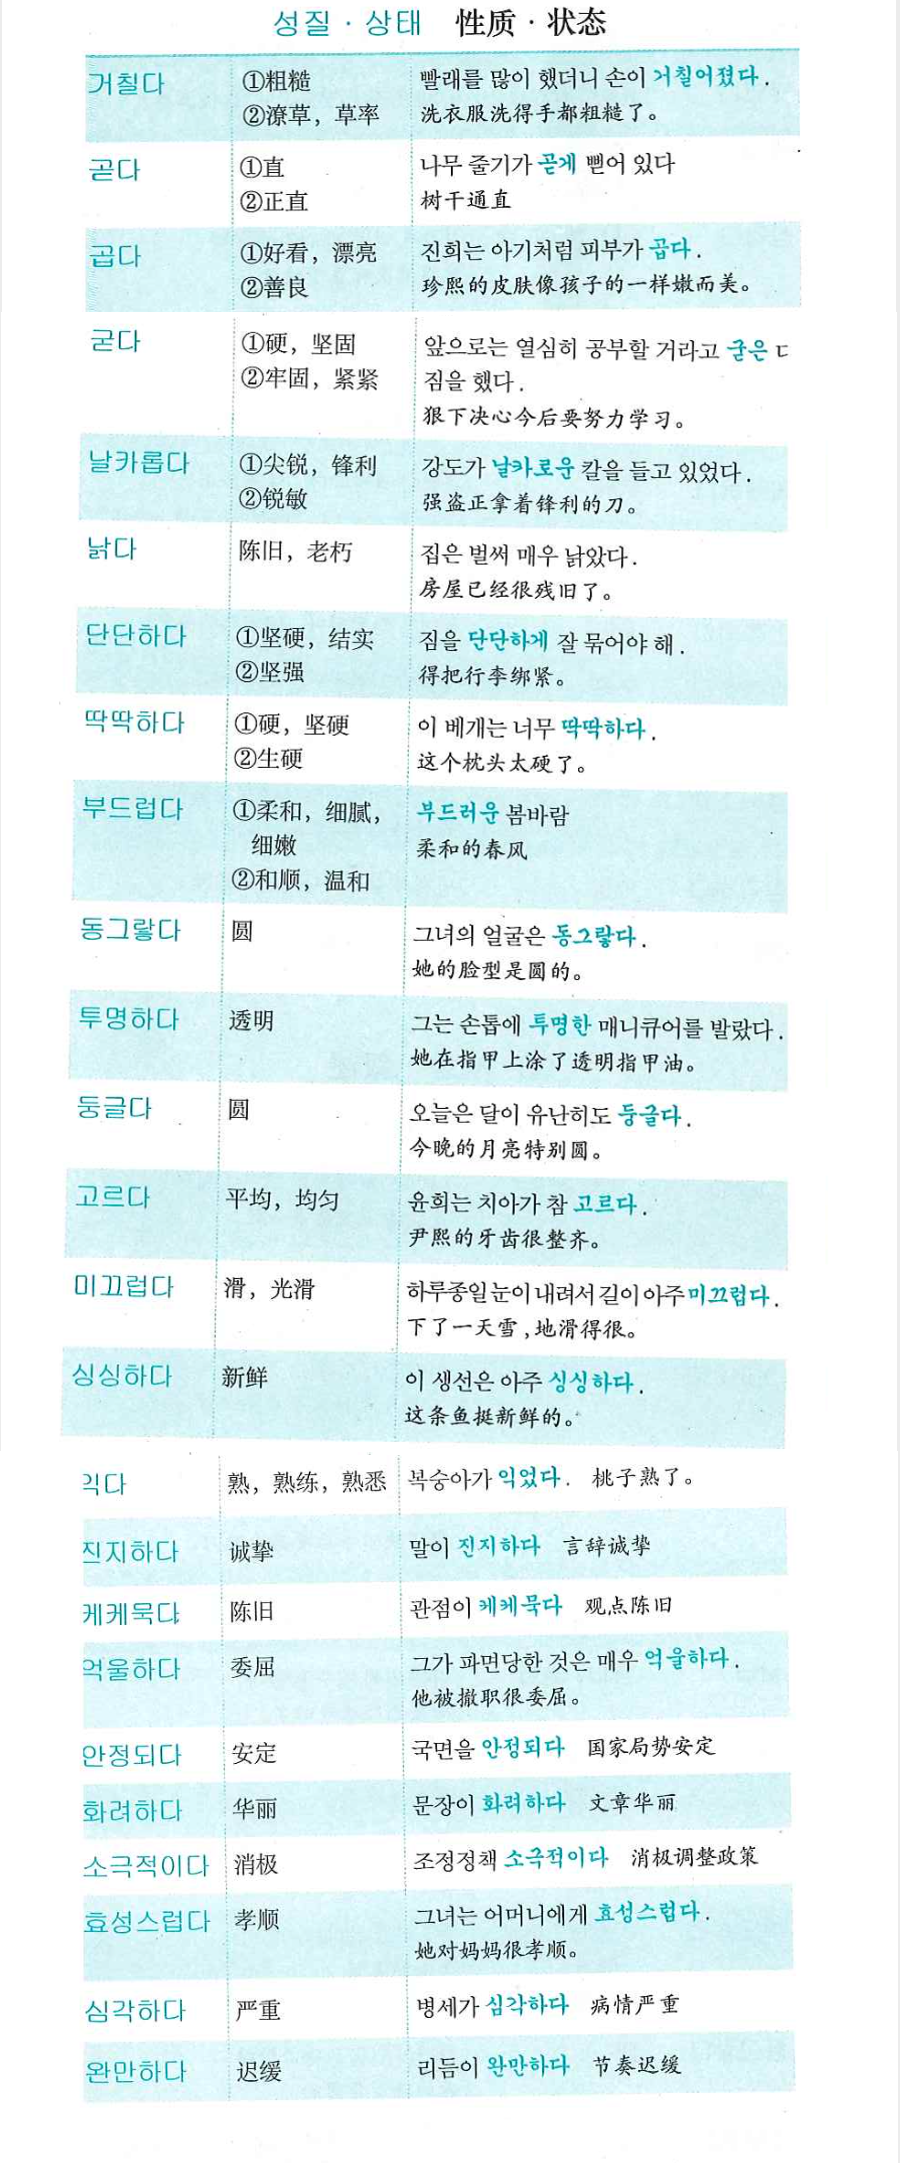 성질·상태 性质·状态
거칠다 ①粗糙 빨래를 많이 했더니 손이 거칠어졌다.
②潦草，草率 洗衣服洗得手都粗糙了。
곧다 ①直 나무 줄기가 곧게 뻗어 있다
②正直 树干通直
곱다 ①好看，漂亮 진희는 아기처럼 피부가 곱다.
②善良 珍熙的皮肤像孩子的一样嫩而美。
굳다 ①硬，坚固 앞으로는 열심히 공부할 거라고 굳은 ㄷ
②牢固，紧紧 짐을 했다.
狠下决心今后要努力学习。
날카롭다 ①尖锐，锋利 강도가 날카로운 칼을 들고 있었다.
②锐敏 强盗正拿着锋利的刀。
낡다 陈旧，老朽 집은 벌써 매우 낡았다.
房屋已经很残旧了。
단단하다 ①坚硬，结实 짐을 단단하게 잘 묶어야 해.
②坚强 得把行李绑紧。
딱딱하다 ①硬，坚硬 이 베개는 너무 딱딱하다.
②生硬 这个枕头太硬了。
부드럽다 ①柔和，细腻， 부드러운 봄바람
细嫩 柔和的春风
②和顺，温和
동그랗다 圆 그녀의 얼굴은 동그랗다.
她的脸型是圆的。
투명하다 透明 그는 손톱에 투명한 매니큐어를 발랐다.
她在指甲上涂了透明指甲油。
둥글다 圆 오늘은 달이 유난히도 둥글다.
今晚的月亮特别圆。
고르다 平均，均匀 윤희는 치아가 참 고르다.
尹熙的牙齿很整齐。
미끄럽다 滑，光滑 하루종일 눈이 내려서 길이 아주 미끄럽다.
下了一天雪,地滑得很。
싱싱하다 新鲜 이 생선은 아주 싱싱하다.
这条鱼挺新鲜的。
익다 熟，熟练，熟悉 복숭아가 익었다. 桃子熟了。
진지하다 诚挚 말이 진지하다 言辞诚挚
케케묵다 陈旧 관점이 케케묵다 观点陈旧
억울하다 委屈 그가 파면당한 것은 매우 억울하다.
他被撤职很委屈。
안정되다 安定 국면을 안정되다 国家局势安定
화려하다 华丽 문장이 화려하다 文章华丽
소극적이다 消极 조정정책 소극적이다 消极调整政策
효성스럽다 孝顺 그녀는 어머니에게 효성스럽다.
她对妈妈很孝顺。
심각하다 严重 병세가 심각하다 病情严重
완만하다 迟缓 리듬이 완만하다 节奏迟缓